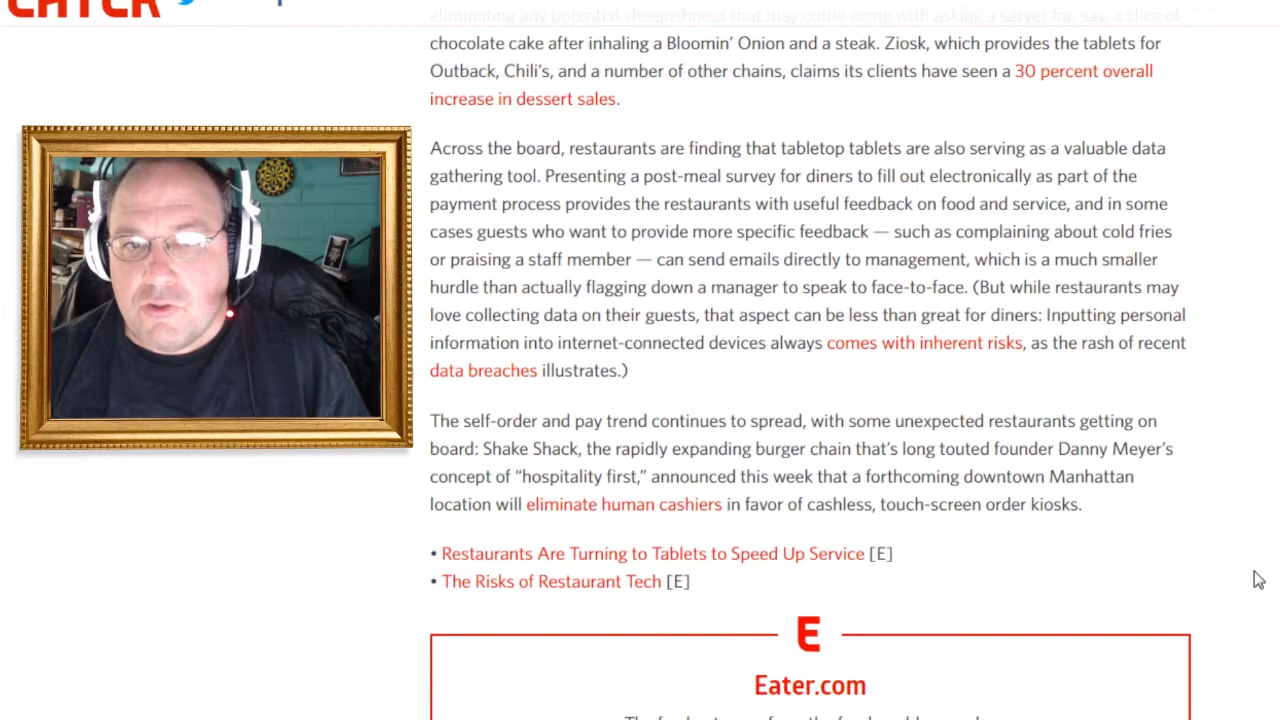 EATER
eliminating any potential sheepishness that may come along with asking a server for, say, a slice of
chocolate cake after inhaling a Bloomin’ Onion and a steak. Ziosk, which provides the tablets for
Outback, Chili’s, and a number of other chains, claims its clients have seen a 30 percent overall
increase in dessert sales.
Across the board, restaurants are finding that tabletop tablets are also serving as a valuable data
gathering tool. Presenting a post-meal survey for diners to fill out electronically as part of the
payment process provides the restaurants with useful feedback on food and service, and in some
cases guests who want to provide more specific feedback — such as complaining about cold fries
or praising a staff member — can send emails directly to management, which is a much smaller
hurdle than actually flagging down a manager to speak to face-to-face. (But while restaurants may
love collecting data on their guests, that aspect can be less than great for diners: Inputting personal
information into internet-connected devices always comes with inherent risks, as the rash of recent
data breaches illustrates.)
The self-order and pay trend continues to spread, with some unexpected restaurants getting on
board: Shake Shack, the rapidly expanding burger chain that’s long touted founder Danny Meyer’s
concept of “hospitality first,” announced this week that a forthcoming downtown Manhattan
location will eliminate human cashiers in favor of cashless, touch-screen order kiosks.
• Restaurants Are Turning to Tablets to Speed Up Service [E]
• The Risks of Restaurant Tech [E]
E
Eater.com